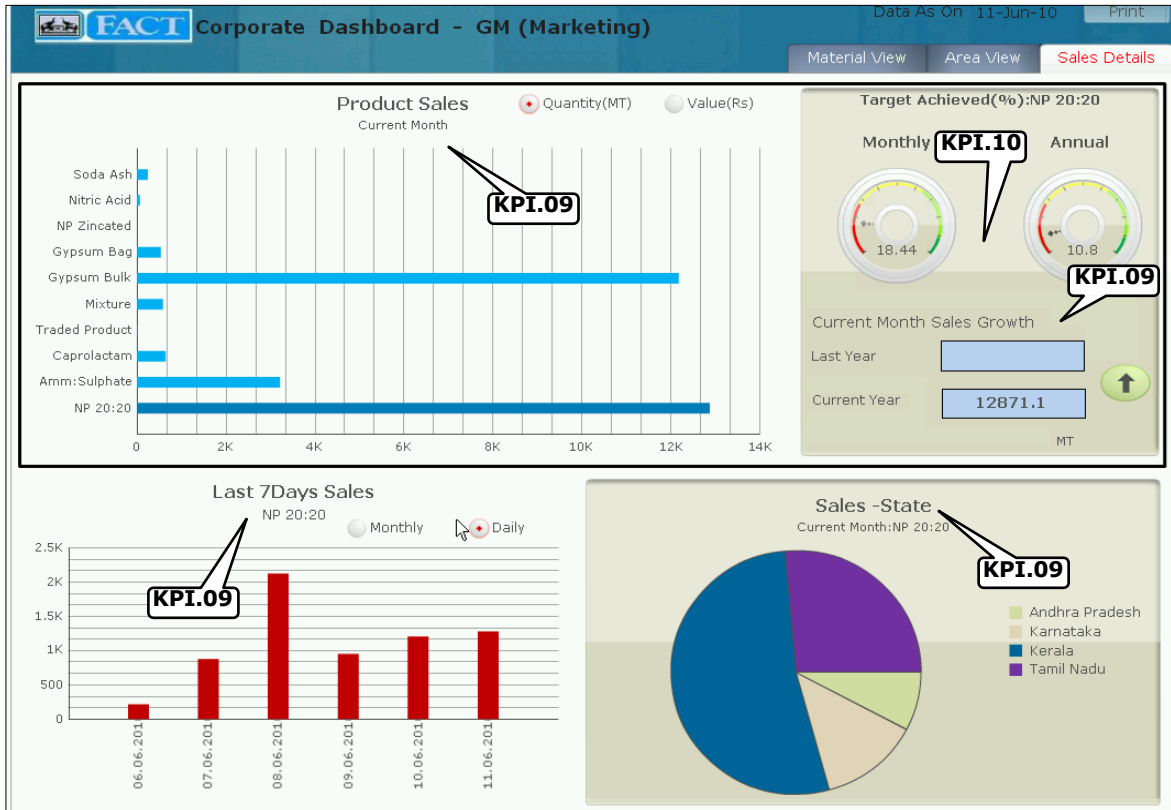 FACT Corporate Dashboard - GM (Marketing)
Data As On 11-Jun-10 Print
Material View Area View Sales Details
Product Sales Quantity(MT) Value(Rs)
Current Month
KPI.09
Soda Ash
Nitric Acid
NP Zincated
Gypsum Bag
Gypsum Bulk
Mixture
Traded Product
Caprolactam
Amm:Sulphate
NP 20:20
0 2K 4K 6K 8K 10K 12K 14K
Target Achieved(%):NP 20:20
Monthly KPI.10 Annual
18.44 10.8
KPI.09
Current Month Sales Growth
Last Year
Current Year 12871.1
MT
Last 7Days Sales
NP 20:20 Monthly Daily
KPI.09
2.5K
2K
1.5K
1K
500
0
06.06.201 07.06.201 08.06.201 09.06.201 10.06.201 11.06.201
Sales -State
Current Month:NP 20:20
KPI.09
Andhra Pradesh
Karnataka
Kerala
Tamil Nadu